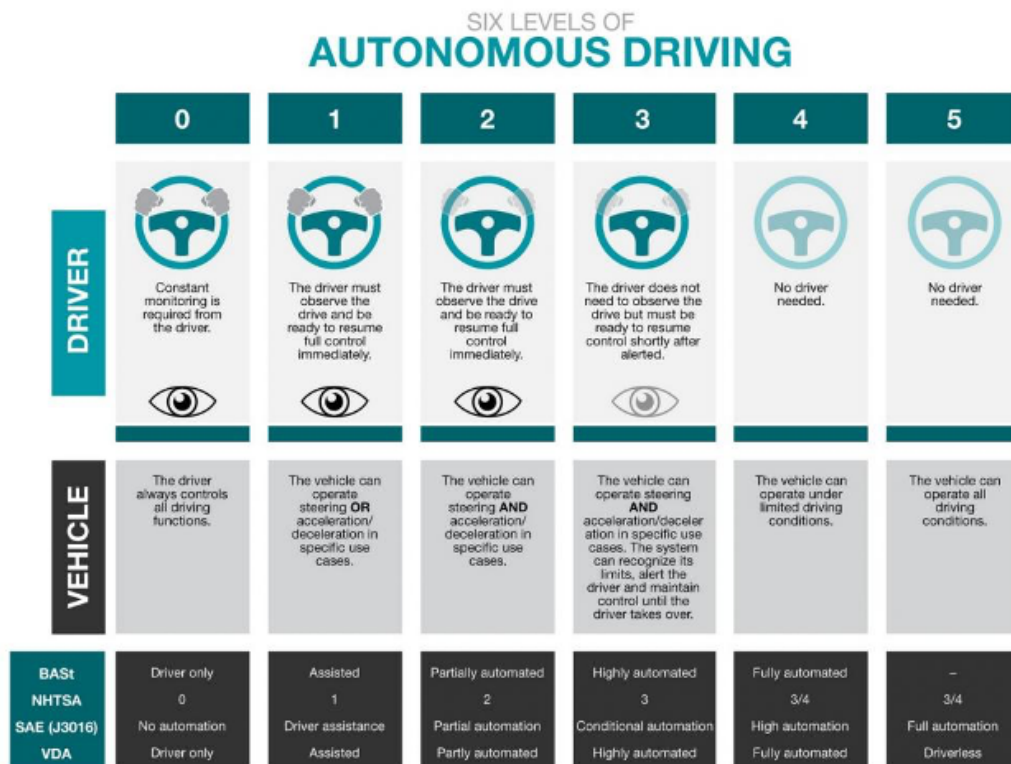 SIX LEVELS OF
AUTONOMOUS DRIVING
0 1 2 3 4 5
DRIVER
Constant
monitoring is
required from
the driver.
The driver must
observe the
drive and be
ready to resume
full control
immediately.
The driver must
observe the drive
and be ready to
resume full
control
immediately.
The driver does not
need to observe the
drive but must be
ready to resume
control shortly after
alerted.
No driver
needed.
No driver
needed.
VEHICLE
The driver
always controls
all driving
functions.
The vehicle can
operate
steering OR
acceleration/
deceleration in
specific use
cases.
The vehicle can
operate
steering AND
acceleration/
deceleration in
specific use
cases.
The vehicle can
operate steering
AND
acceleration/deceler
ation in specific use
cases. The system
can recognize its
limits, alert the
driver and maintain
control until the
driver takes over.
The vehicle can
operate under
limited driving
conditions.
The vehicle can
operate all
driving
conditions.
BASt Driver only Assisted Partially automated Highly automated Fully automated –
NHTSA 0 1 2 3 3/4 3/4
SAE (J3016) No automation Driver assistance Partial automation Conditional automation High automation Full automation
VDA Driver only Assisted Partly automated Highly automated Fully automated Driverless